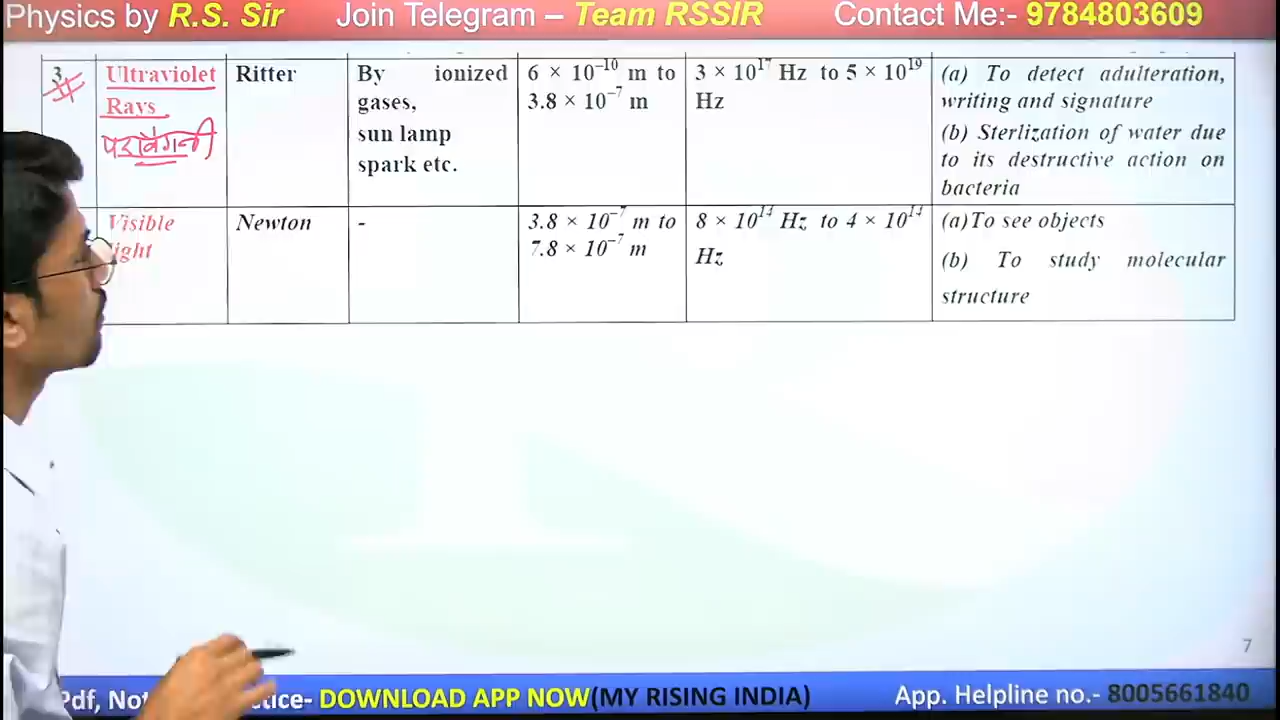 Physics by R.S. Sir Join Telegram – Team RSSIR Contact Me:- 9784803609
3 Ultraviolet Ritter By ionized 6 × 10⁻¹⁰ m to 3 × 10¹⁷ Hz to 5 × 10¹⁹ (a) To detect adulteration,
Rays gases, 3.8 × 10⁻⁷ m Hz writing and signature
पराबैंगनी sun lamp (b) Sterlization of water due
spark etc. to its destructive action on
bacteria
Visible Newton - 3.8 × 10⁻⁷ m to 8 × 10¹⁴ Hz to 4 × 10¹⁴ (a)To see objects
light 7.8 × 10⁻⁷ m Hz (b) To study molecular
structure
7
Pdf, DOWNLOAD APP NOW(MY RISING INDIA) App. Helpline no.- 8005661840